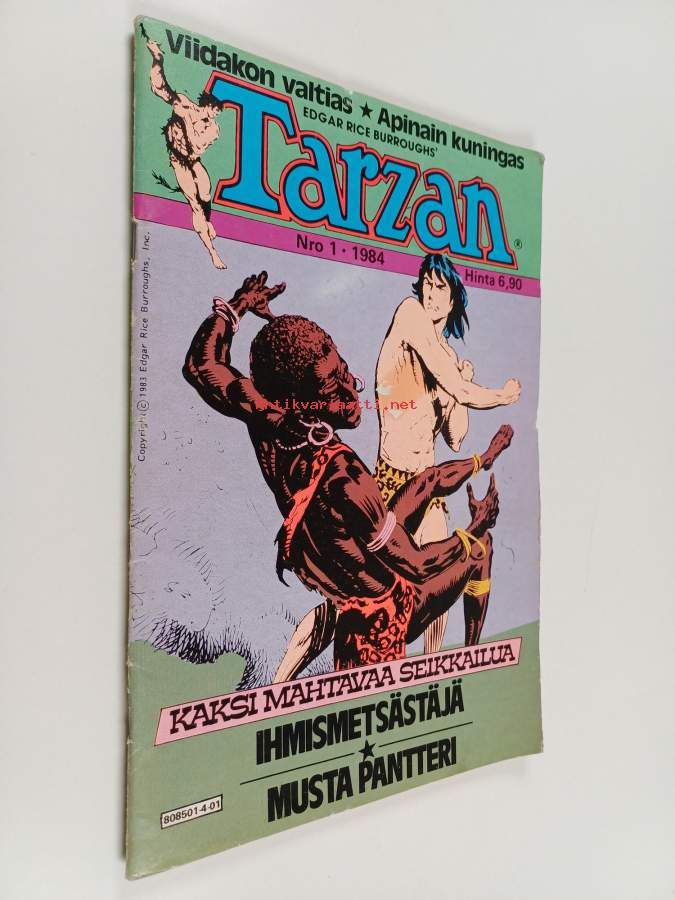 Viidakon valtias ★ Apinain kuningas
EDGAR RICE BURROUGHS'
Tarzan ®
Nro 1 · 1984
Hinta 6,90
Copyright © 1983 Edgar Rice Burroughs, Inc.
antikvariaatti.net
KAKSI MAHTAVAA SEIKKAILUA
IHMISMETSÄSTÄJÄ
★
MUSTA PANTTERI
808501-4-01